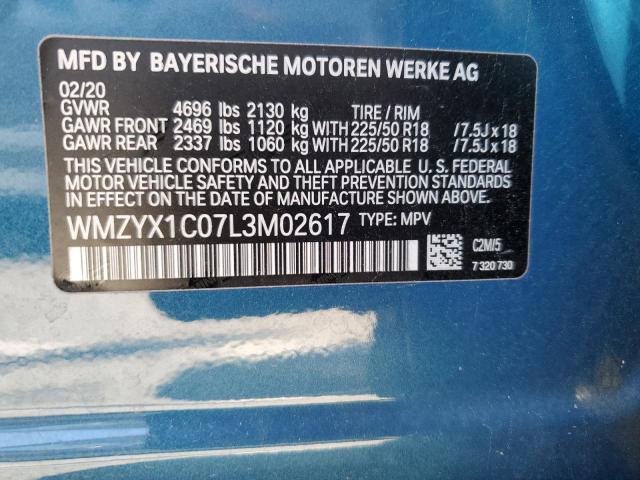 MFD BY BAYERISCHE MOTOREN WERKE AG
02/20
GVWR 4696 lbs 2130 kg TIRE / RIM
GAWR FRONT 2469 lbs 1120 kg WITH 225/50 R18 /7.5J x 18
GAWR REAR 2337 lbs 1060 kg WITH 225/50 R18 /7.5J x 18
THIS VEHICLE CONFORMS TO ALL APPLICABLE U. S. FEDERAL
MOTOR VEHICLE SAFETY AND THEFT PREVENTION STANDARDS
IN EFFECT ON THE DATE OF MANUFACTURE SHOWN ABOVE.
WMZYX1C07L3M02617 TYPE: MPV
C2M/5
7 320 730